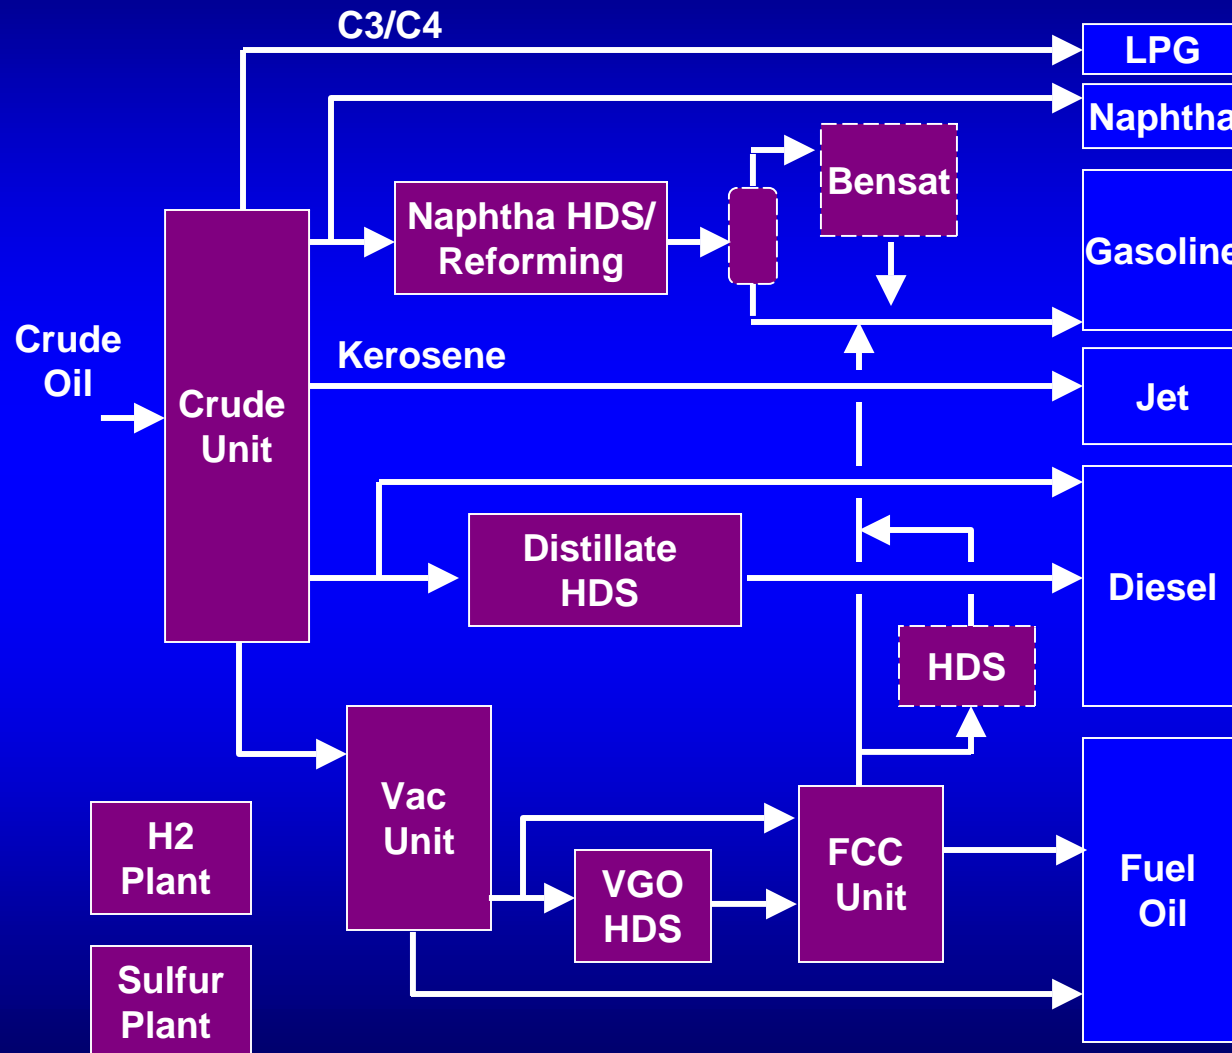 C3/C4
LPG
Naphtha
Bensat
Naphtha HDS/
Reforming
Gasoline
Crude
Oil
Kerosene
Crude
Unit
Jet
Distillate
HDS
Diesel
HDS
Vac
Unit
H2
Plant
VGO
HDS
FCC
Unit
Fuel
Oil
Sulfur
Plant